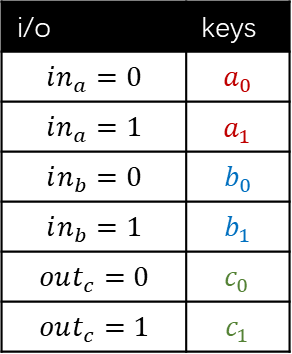 i/o keys
in_a = 0 a_0
in_a = 1 a_1
in_b = 0 b_0
in_b = 1 b_1
out_c = 0 c_0
out_c = 1 c_1